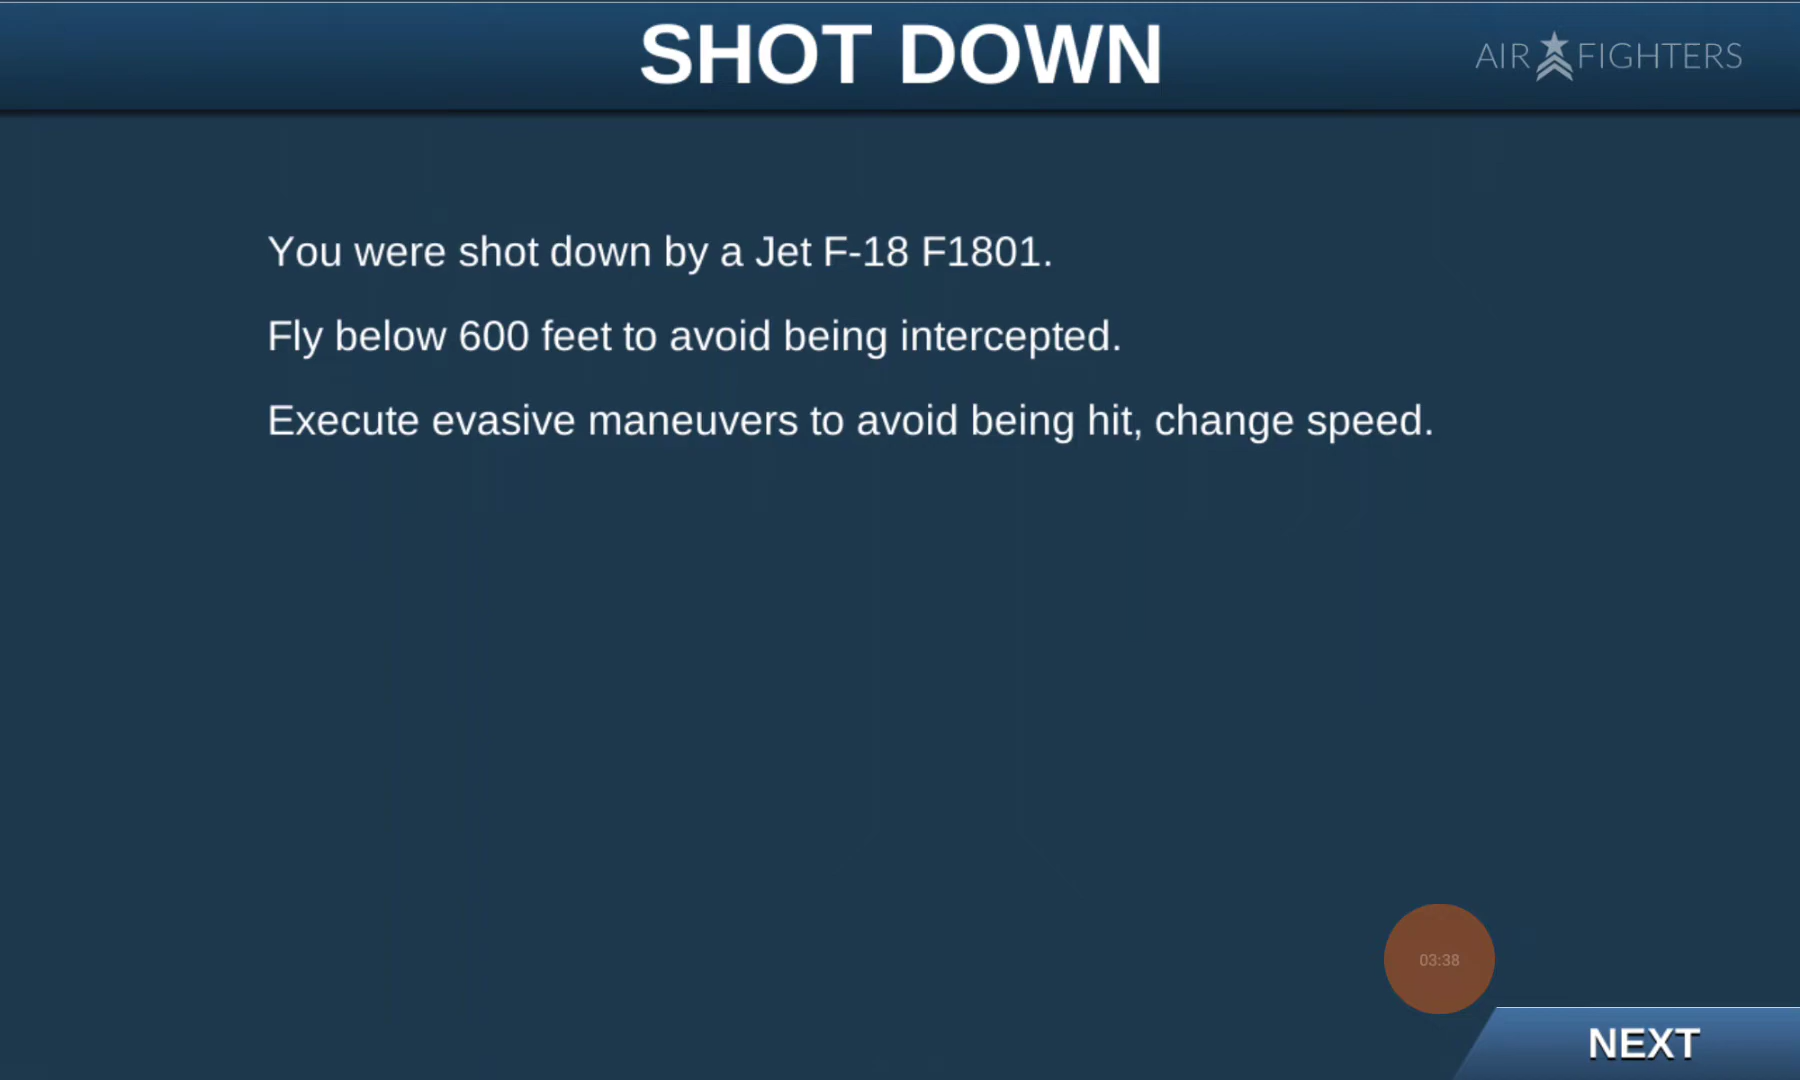 SHOT DOWN
AIR FIGHTERS
You were shot down by a Jet F-18 F1801.
Fly below 600 feet to avoid being intercepted.
Execute evasive maneuvers to avoid being hit, change speed.
03:38
NEXT